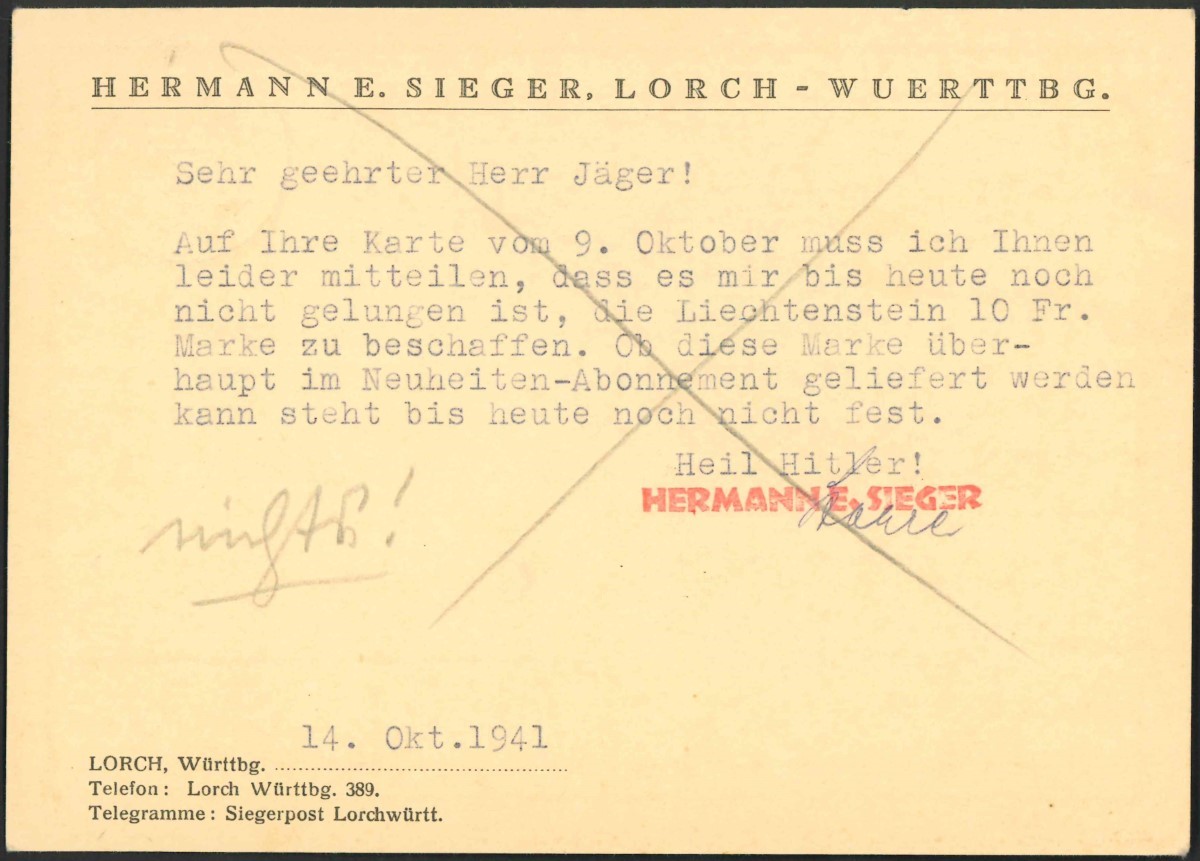 HERMANN E. SIEGER, LORCH - WUERTTBG.
Sehr geehrter Herr Jäger!
Auf Ihre Karte vom 9. Oktober muss ich Ihnen
leider mitteilen, dass es mir bis heute noch
nicht gelungen ist, die Liechtenstein 10 Fr.
Marke zu beschaffen. Ob diese Marke über-
haupt im Neuheiten-Abonnement geliefert werden
kann steht bis heute noch nicht fest.
Heil Hitler!
HERMANN E. SIEGER
nichts!
14. Okt.1941
LORCH, Württbg.
Telefon: Lorch Württbg. 389.
Telegramme: Siegerpost Lorchwürtt.